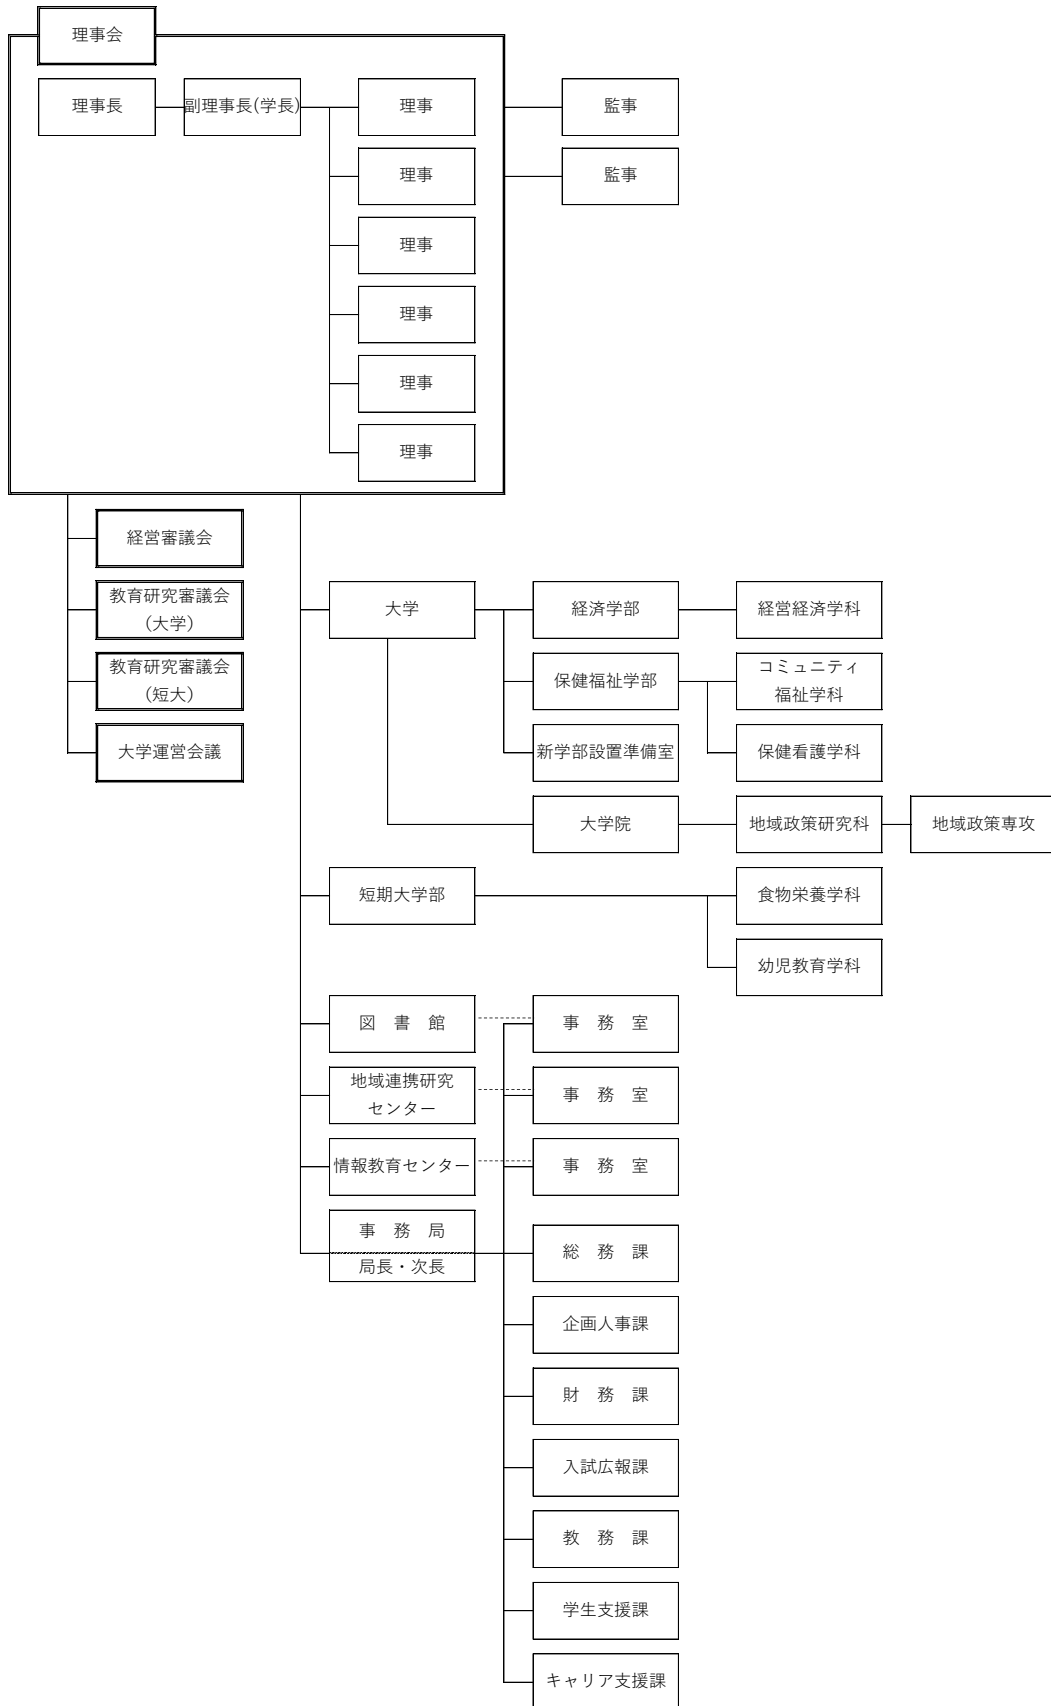 理事会
理事長
副理事長(学長)
理事
監事
理事
監事
理事
理事
理事
理事
経営審議会
教育研究審議会
(大学)
教育研究審議会
(短大)
大学運営会議
大学
経済学部
経営経済学科
保健福祉学部
コミュニティ
福祉学科
新学部設置準備室
保健看護学科
大学院
地域政策研究科
地域政策専攻
短期大学部
食物栄養学科
幼児教育学科
図　書　館
事　務　室
地域連携研究
センター
事　務　室
情報教育センター
事　務　室
事　務　局
局長・次長
総　務　課
企画人事課
財　務　課
入試広報課
教　務　課
学生支援課
キャリア支援課